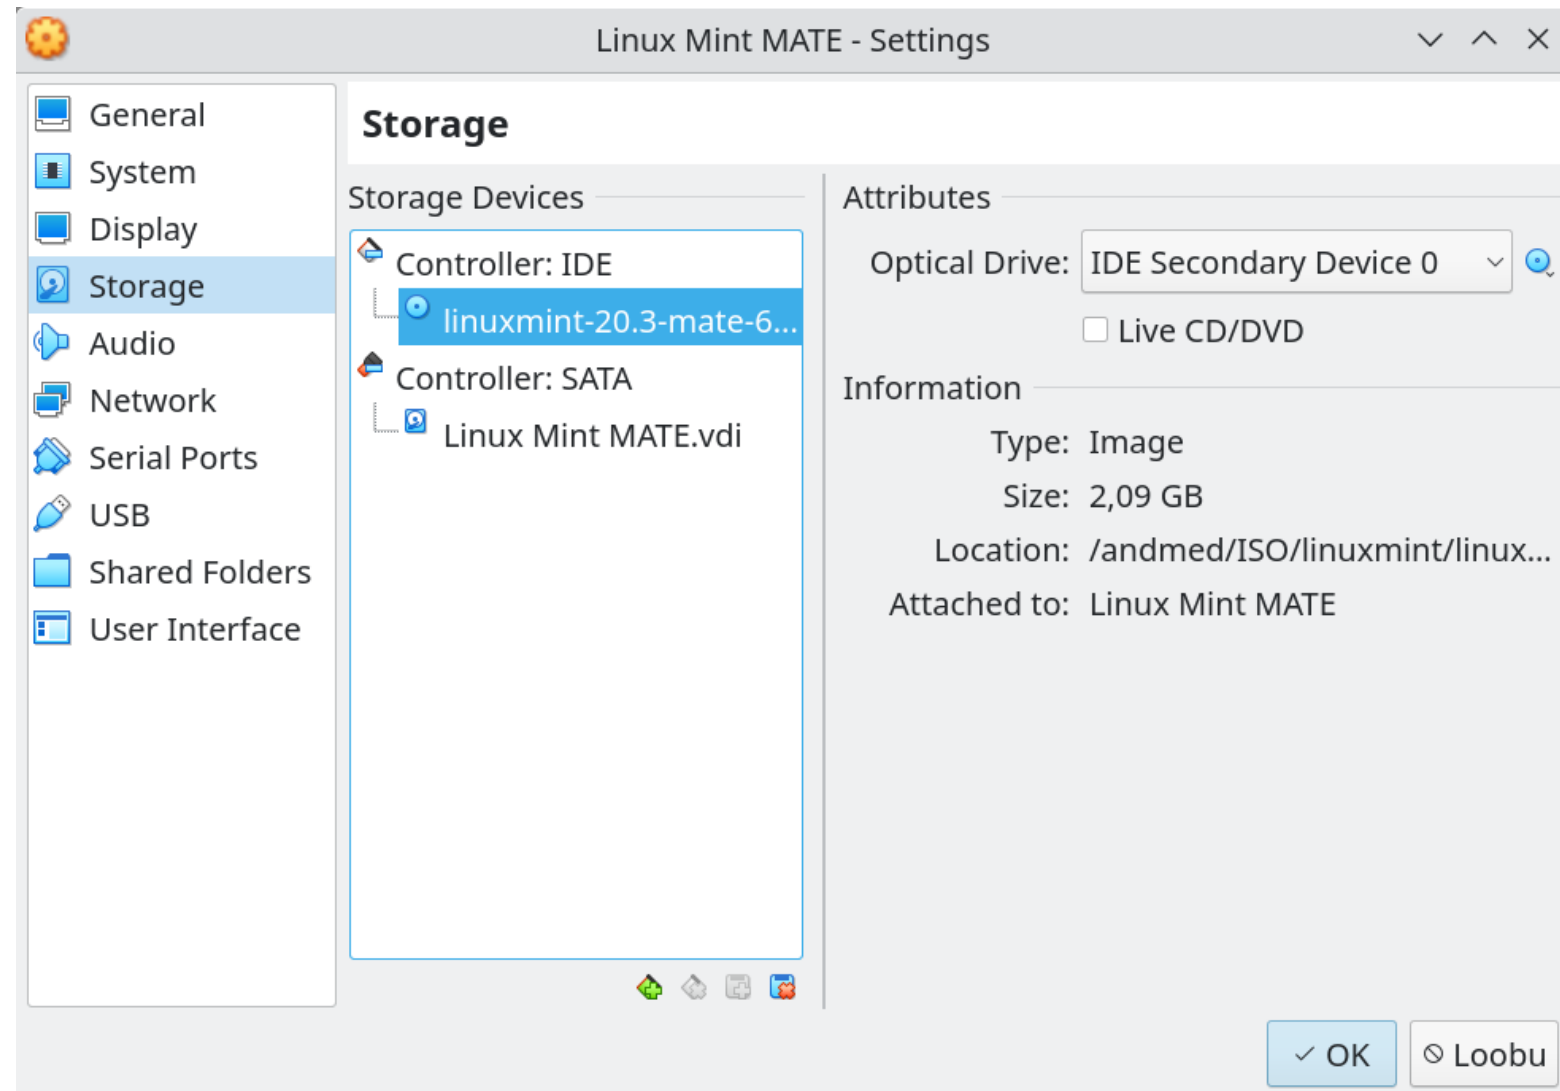 Linux Mint MATE - Settings
General
System
Display
Storage
Audio
Network
Serial Ports
USB
Shared Folders
User Interface
Storage
Storage Devices
Controller: IDE
linuxmint-20.3-mate-6...
Controller: SATA
Linux Mint MATE.vdi
Attributes
Optical Drive: IDE Secondary Device 0
Live CD/DVD
Information
Type: Image
Size: 2,09 GB
Location: /andmed/ISO/linuxmint/linux...
Attached to: Linux Mint MATE
OK
Loobu